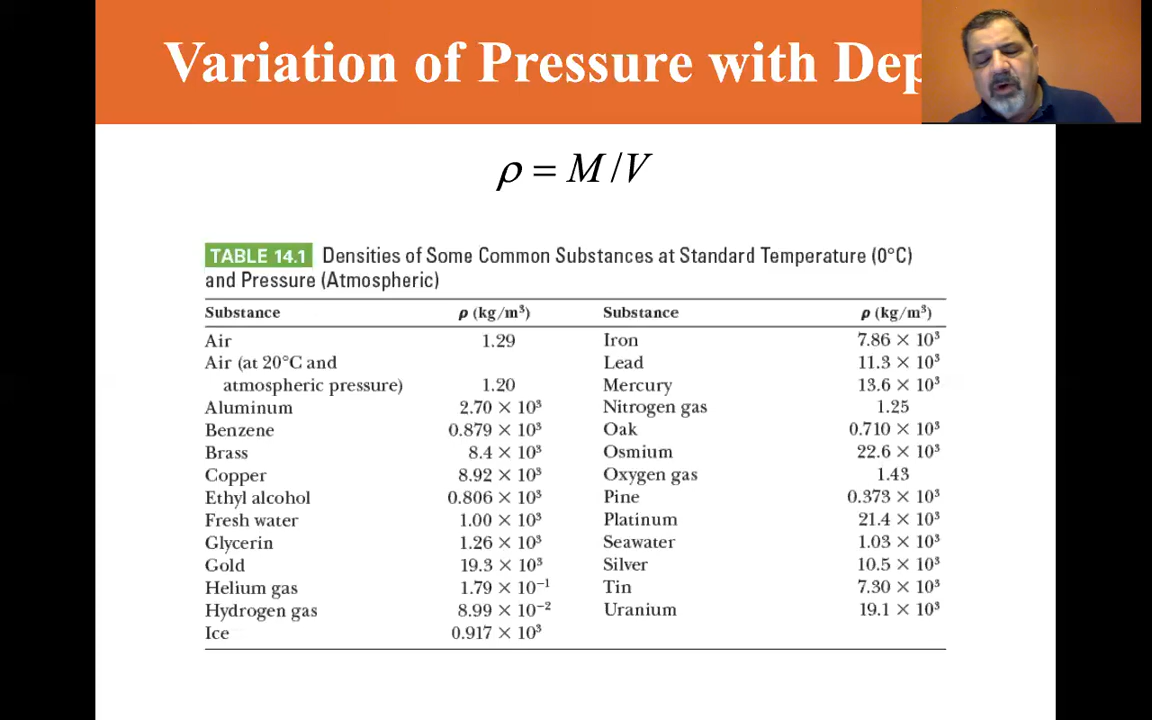 Variation of Pressure with Dep
ρ = M/V
TABLE 14.1 Densities of Some Common Substances at Standard Temperature (0°C)
and Pressure (Atmospheric)
Substance ρ (kg/m³) Substance ρ (kg/m³)
Air 1.29 Iron 7.86 × 10³
Air (at 20°C and Lead 11.3 × 10³
atmospheric pressure) 1.20 Mercury 13.6 × 10³
Aluminum 2.70 × 10³ Nitrogen gas 1.25
Benzene 0.879 × 10³ Oak 0.710 × 10³
Brass 8.4 × 10³ Osmium 22.6 × 10³
Copper 8.92 × 10³ Oxygen gas 1.43
Ethyl alcohol 0.806 × 10³ Pine 0.373 × 10³
Fresh water 1.00 × 10³ Platinum 21.4 × 10³
Glycerin 1.26 × 10³ Seawater 1.03 × 10³
Gold 19.3 × 10³ Silver 10.5 × 10³
Helium gas 1.79 × 10⁻¹ Tin 7.30 × 10³
Hydrogen gas 8.99 × 10⁻² Uranium 19.1 × 10³
Ice 0.917 × 10³